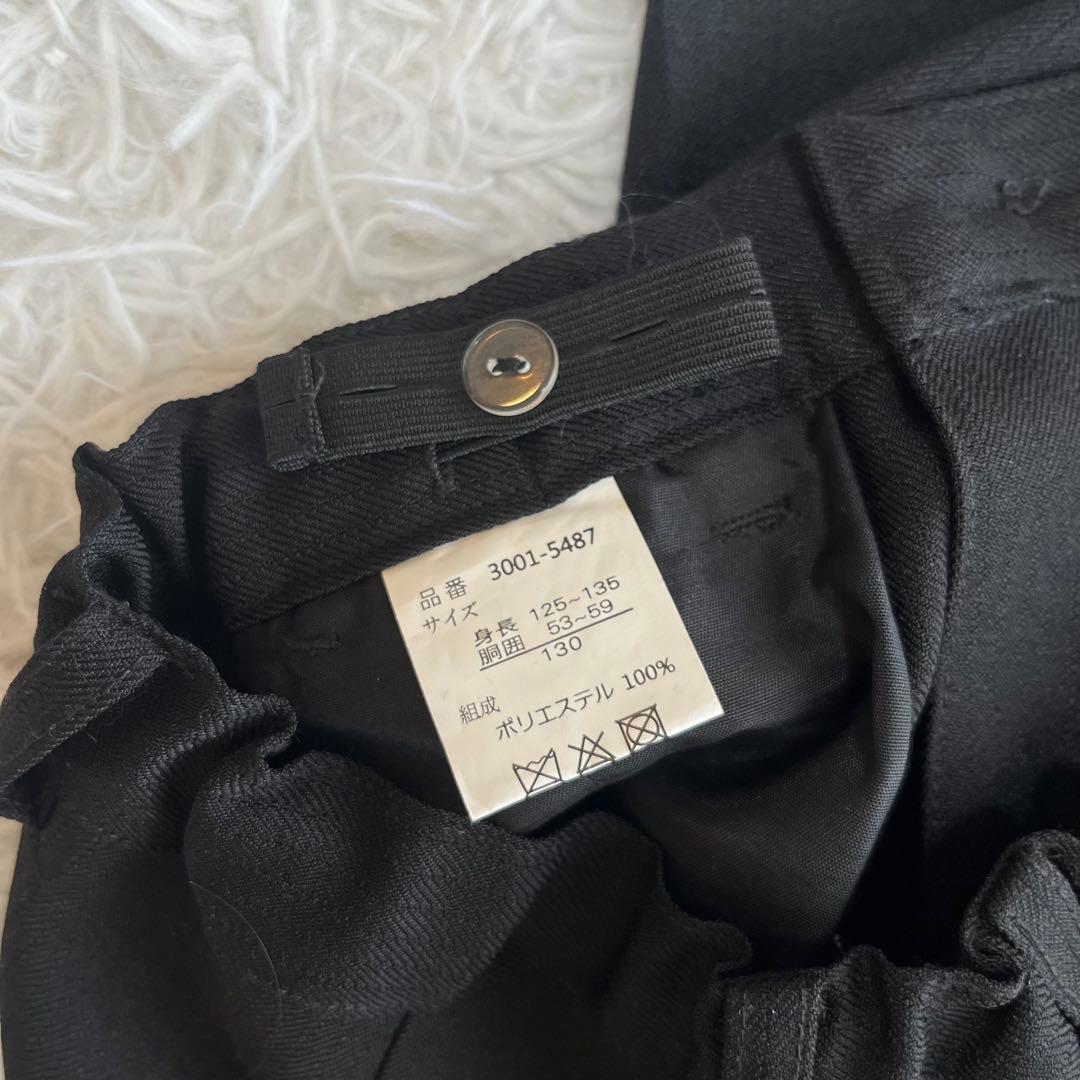 品番 3001-5487
サイズ
身長 125~135
胴囲 53~59
130
組成
ポリエステル 100%